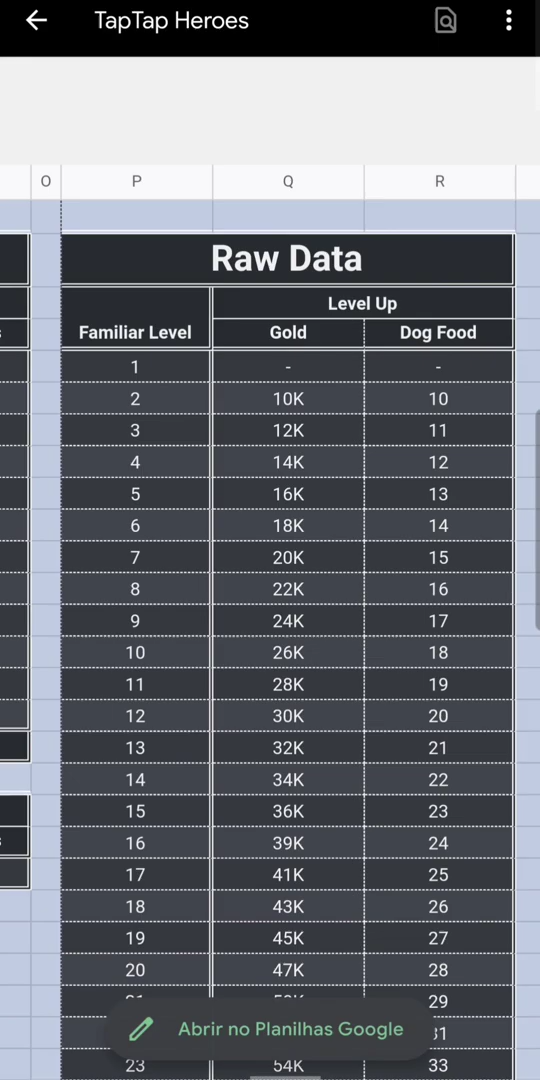 TapTap Heroes
O P Q R
Raw Data
Level Up
Familiar Level Gold Dog Food
1 - -
2 10K 10
3 12K 11
4 14K 12
5 16K 13
6 18K 14
7 20K 15
8 22K 16
9 24K 17
10 26K 18
11 28K 19
12 30K 20
13 32K 21
14 34K 22
15 36K 23
16 39K 24
17 41K 25
18 43K 26
19 45K 27
20 47K 28
29
Abrir no Planilhas Google
23 54K 33